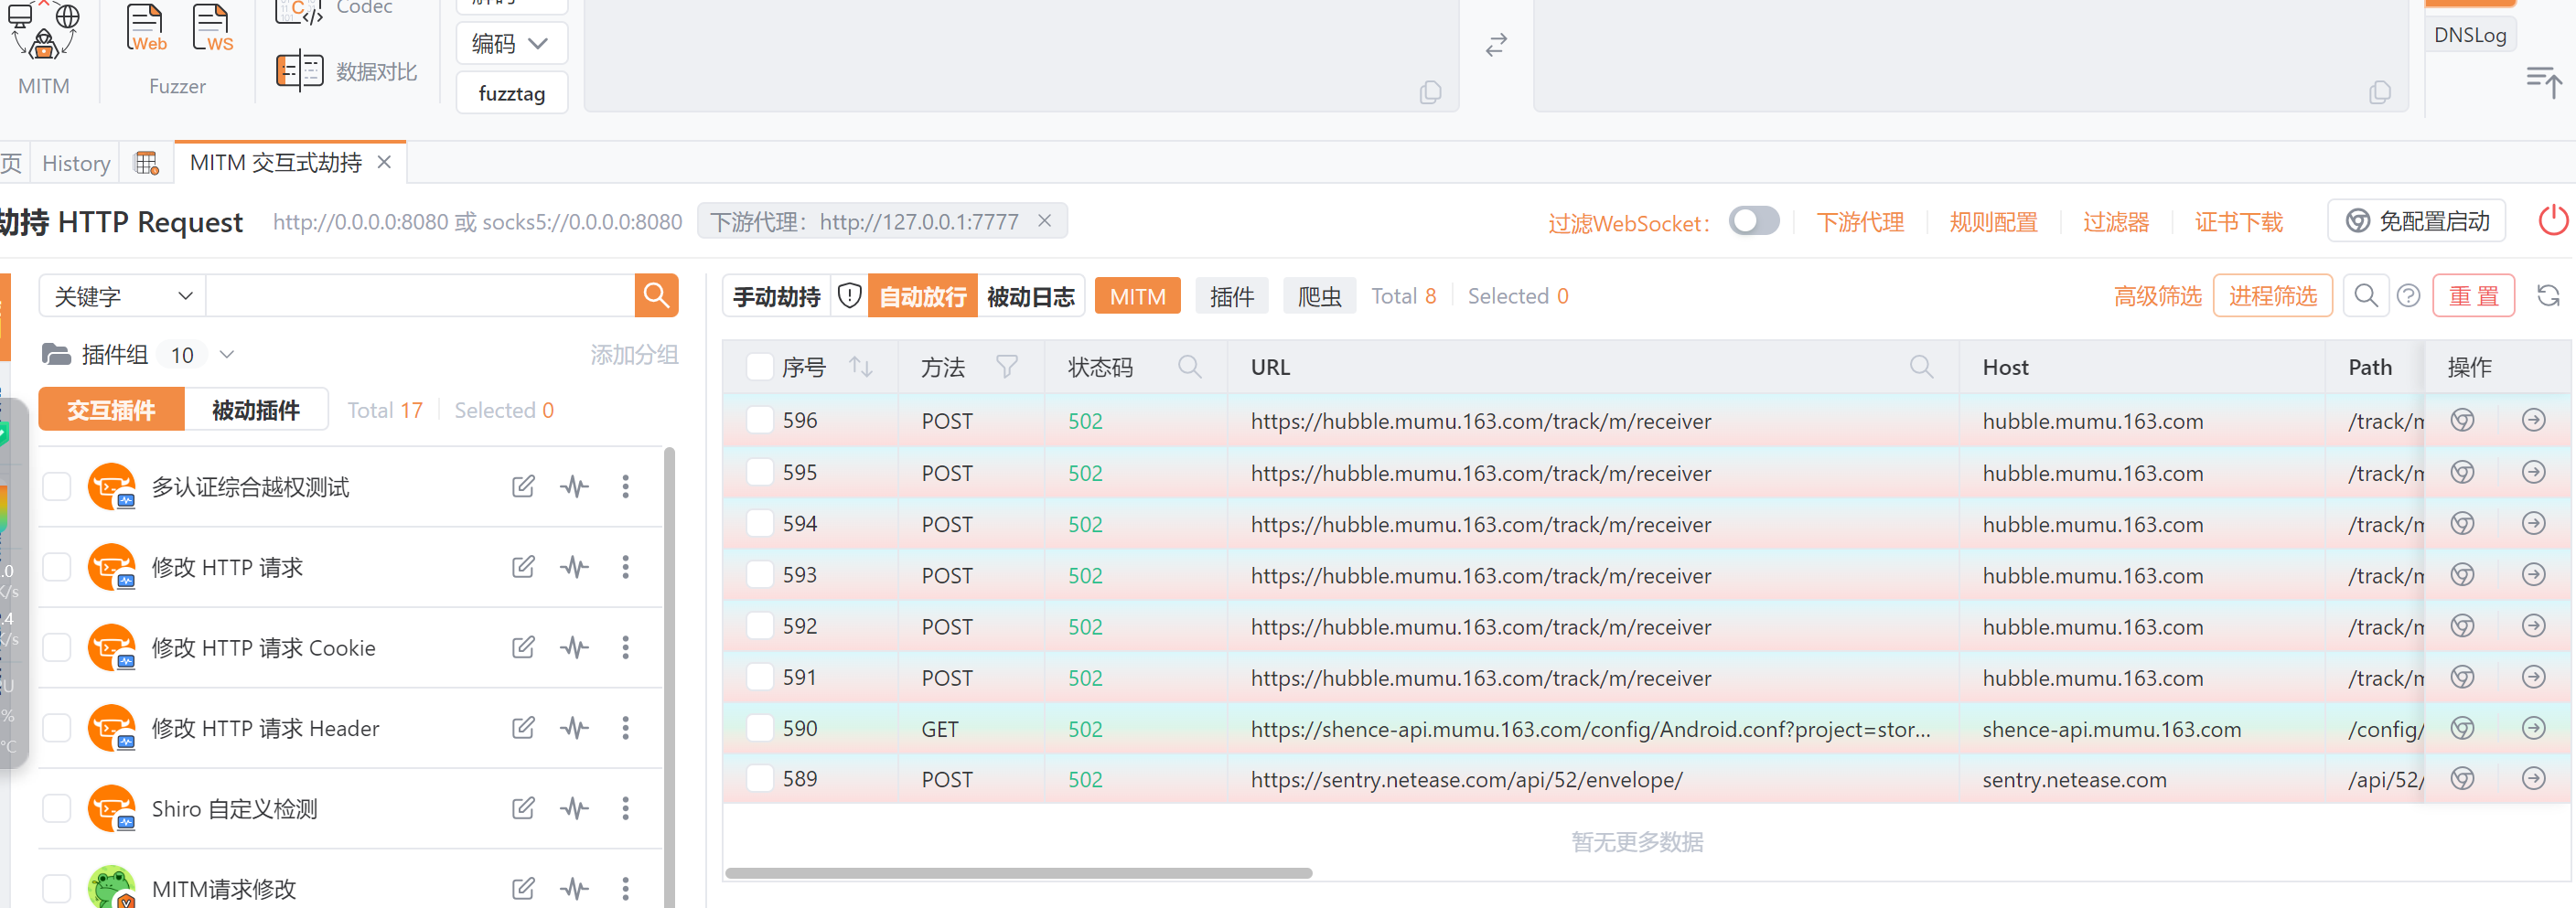 Codec
编码
DNSLog
MITM
Web
WS
Fuzzer
数据对比
fuzztag
页
History
MITM 交互式劫持
劫持 HTTP Request
http://0.0.0.0:8080 或 socks5://0.0.0.0:8080
下游代理：http://127.0.0.1:7777
过滤WebSocket：
下游代理
规则配置
过滤器
证书下载
免配置启动
关键字
手动劫持
自动放行
被动日志
MITM
插件
爬虫
Total 8
Selected 0
高级筛选
进程筛选
重 置
插件组 10
添加分组
交互插件
被动插件
Total 17
Selected 0
多认证综合越权测试
修改 HTTP 请求
修改 HTTP 请求 Cookie
修改 HTTP 请求 Header
Shiro 自定义检测
MITM请求修改
序号 方法 状态码 URL Host Path 操作
596 POST 502 https://hubble.mumu.163.com/track/m/receiver hubble.mumu.163.com /track/m
595 POST 502 https://hubble.mumu.163.com/track/m/receiver hubble.mumu.163.com /track/m
594 POST 502 https://hubble.mumu.163.com/track/m/receiver hubble.mumu.163.com /track/m
593 POST 502 https://hubble.mumu.163.com/track/m/receiver hubble.mumu.163.com /track/m
592 POST 502 https://hubble.mumu.163.com/track/m/receiver hubble.mumu.163.com /track/m
591 POST 502 https://hubble.mumu.163.com/track/m/receiver hubble.mumu.163.com /track/m
590 GET 502 https://shence-api.mumu.163.com/config/Android.conf?project=stor... shence-api.mumu.163.com /config/
589 POST 502 https://sentry.netease.com/api/52/envelope/ sentry.netease.com /api/52/
暂无更多数据